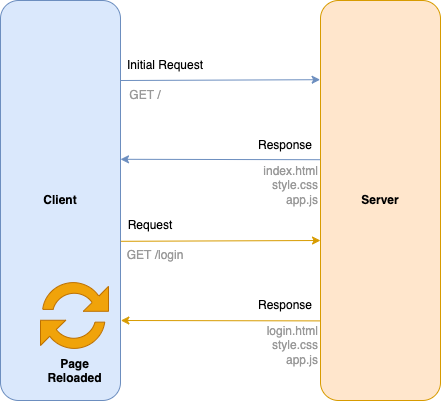 Initial Request
GET /
Response
index.html
style.css
app.js
Client
Server
Request
GET /login
Response
login.html
style.css
app.js
Page
Reloaded